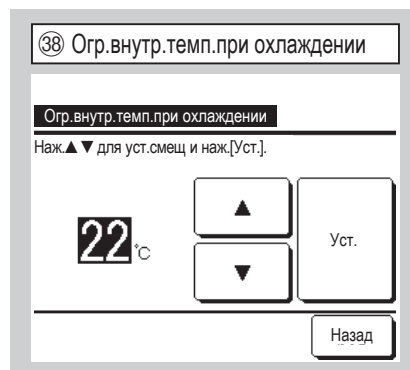 ㊳ Огр.внутр.темп.при охлаждении
Огр.внутр.темп.при охлаждении
Наж.▲▼ для уст.смещ и наж.[Уст.].
22°C
▲
▼
Уст.
Назад